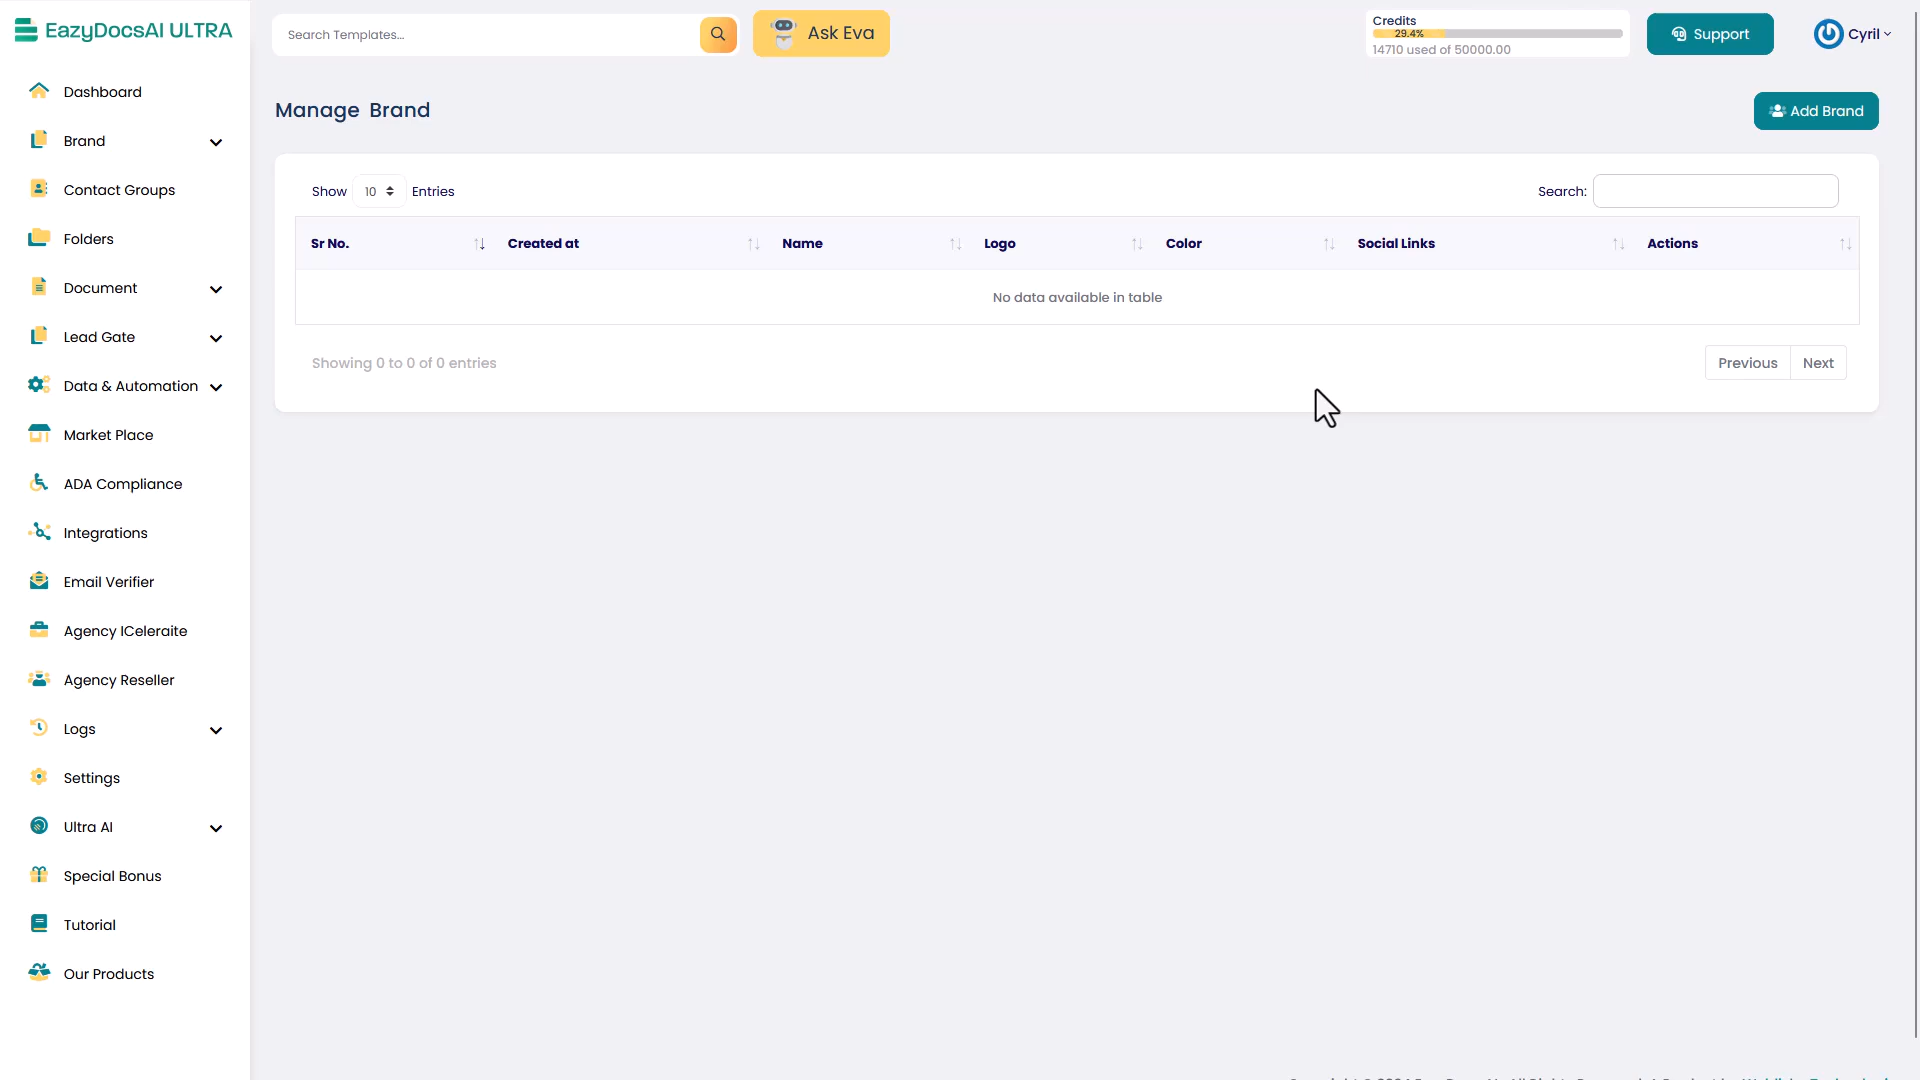 EazyDocsAI ULTRA
Search Templates...
Ask Eva
Credits
29.4%
14710 used of 50000.00
Support
Cyril
Dashboard
Brand
Contact Groups
Folders
Document
Lead Gate
Data & Automation
Market Place
ADA Compliance
Integrations
Email Verifier
Agency ICeleraite
Agency Reseller
Logs
Settings
Ultra AI
Special Bonus
Tutorial
Our Products
Manage Brand
Add Brand
Show 10 Entries
Search:
Sr No. Created at Name Logo Color Social Links Actions
No data available in table
Showing 0 to 0 of 0 entries
Previous Next